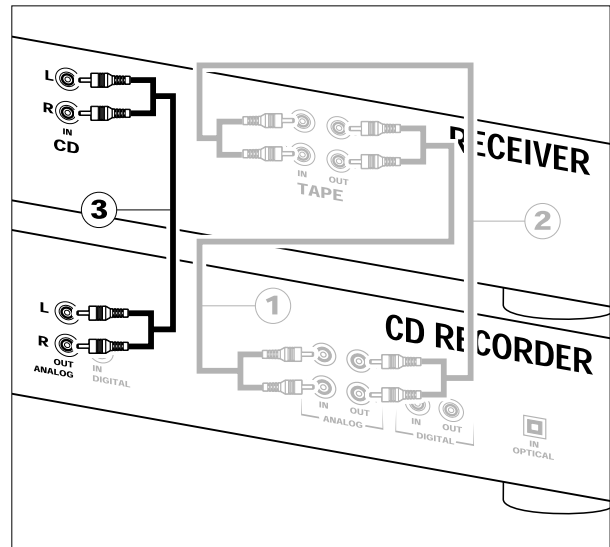 L
R
IN
CD
IN
OUT
TAPE
RECEIVER
3
2
1
L
R
OUT
ANALOG
IN
DIGITAL
CD RECORDER
IN
OUT
ANALOG
IN
OUT
DIGITAL
IN
OPTICAL